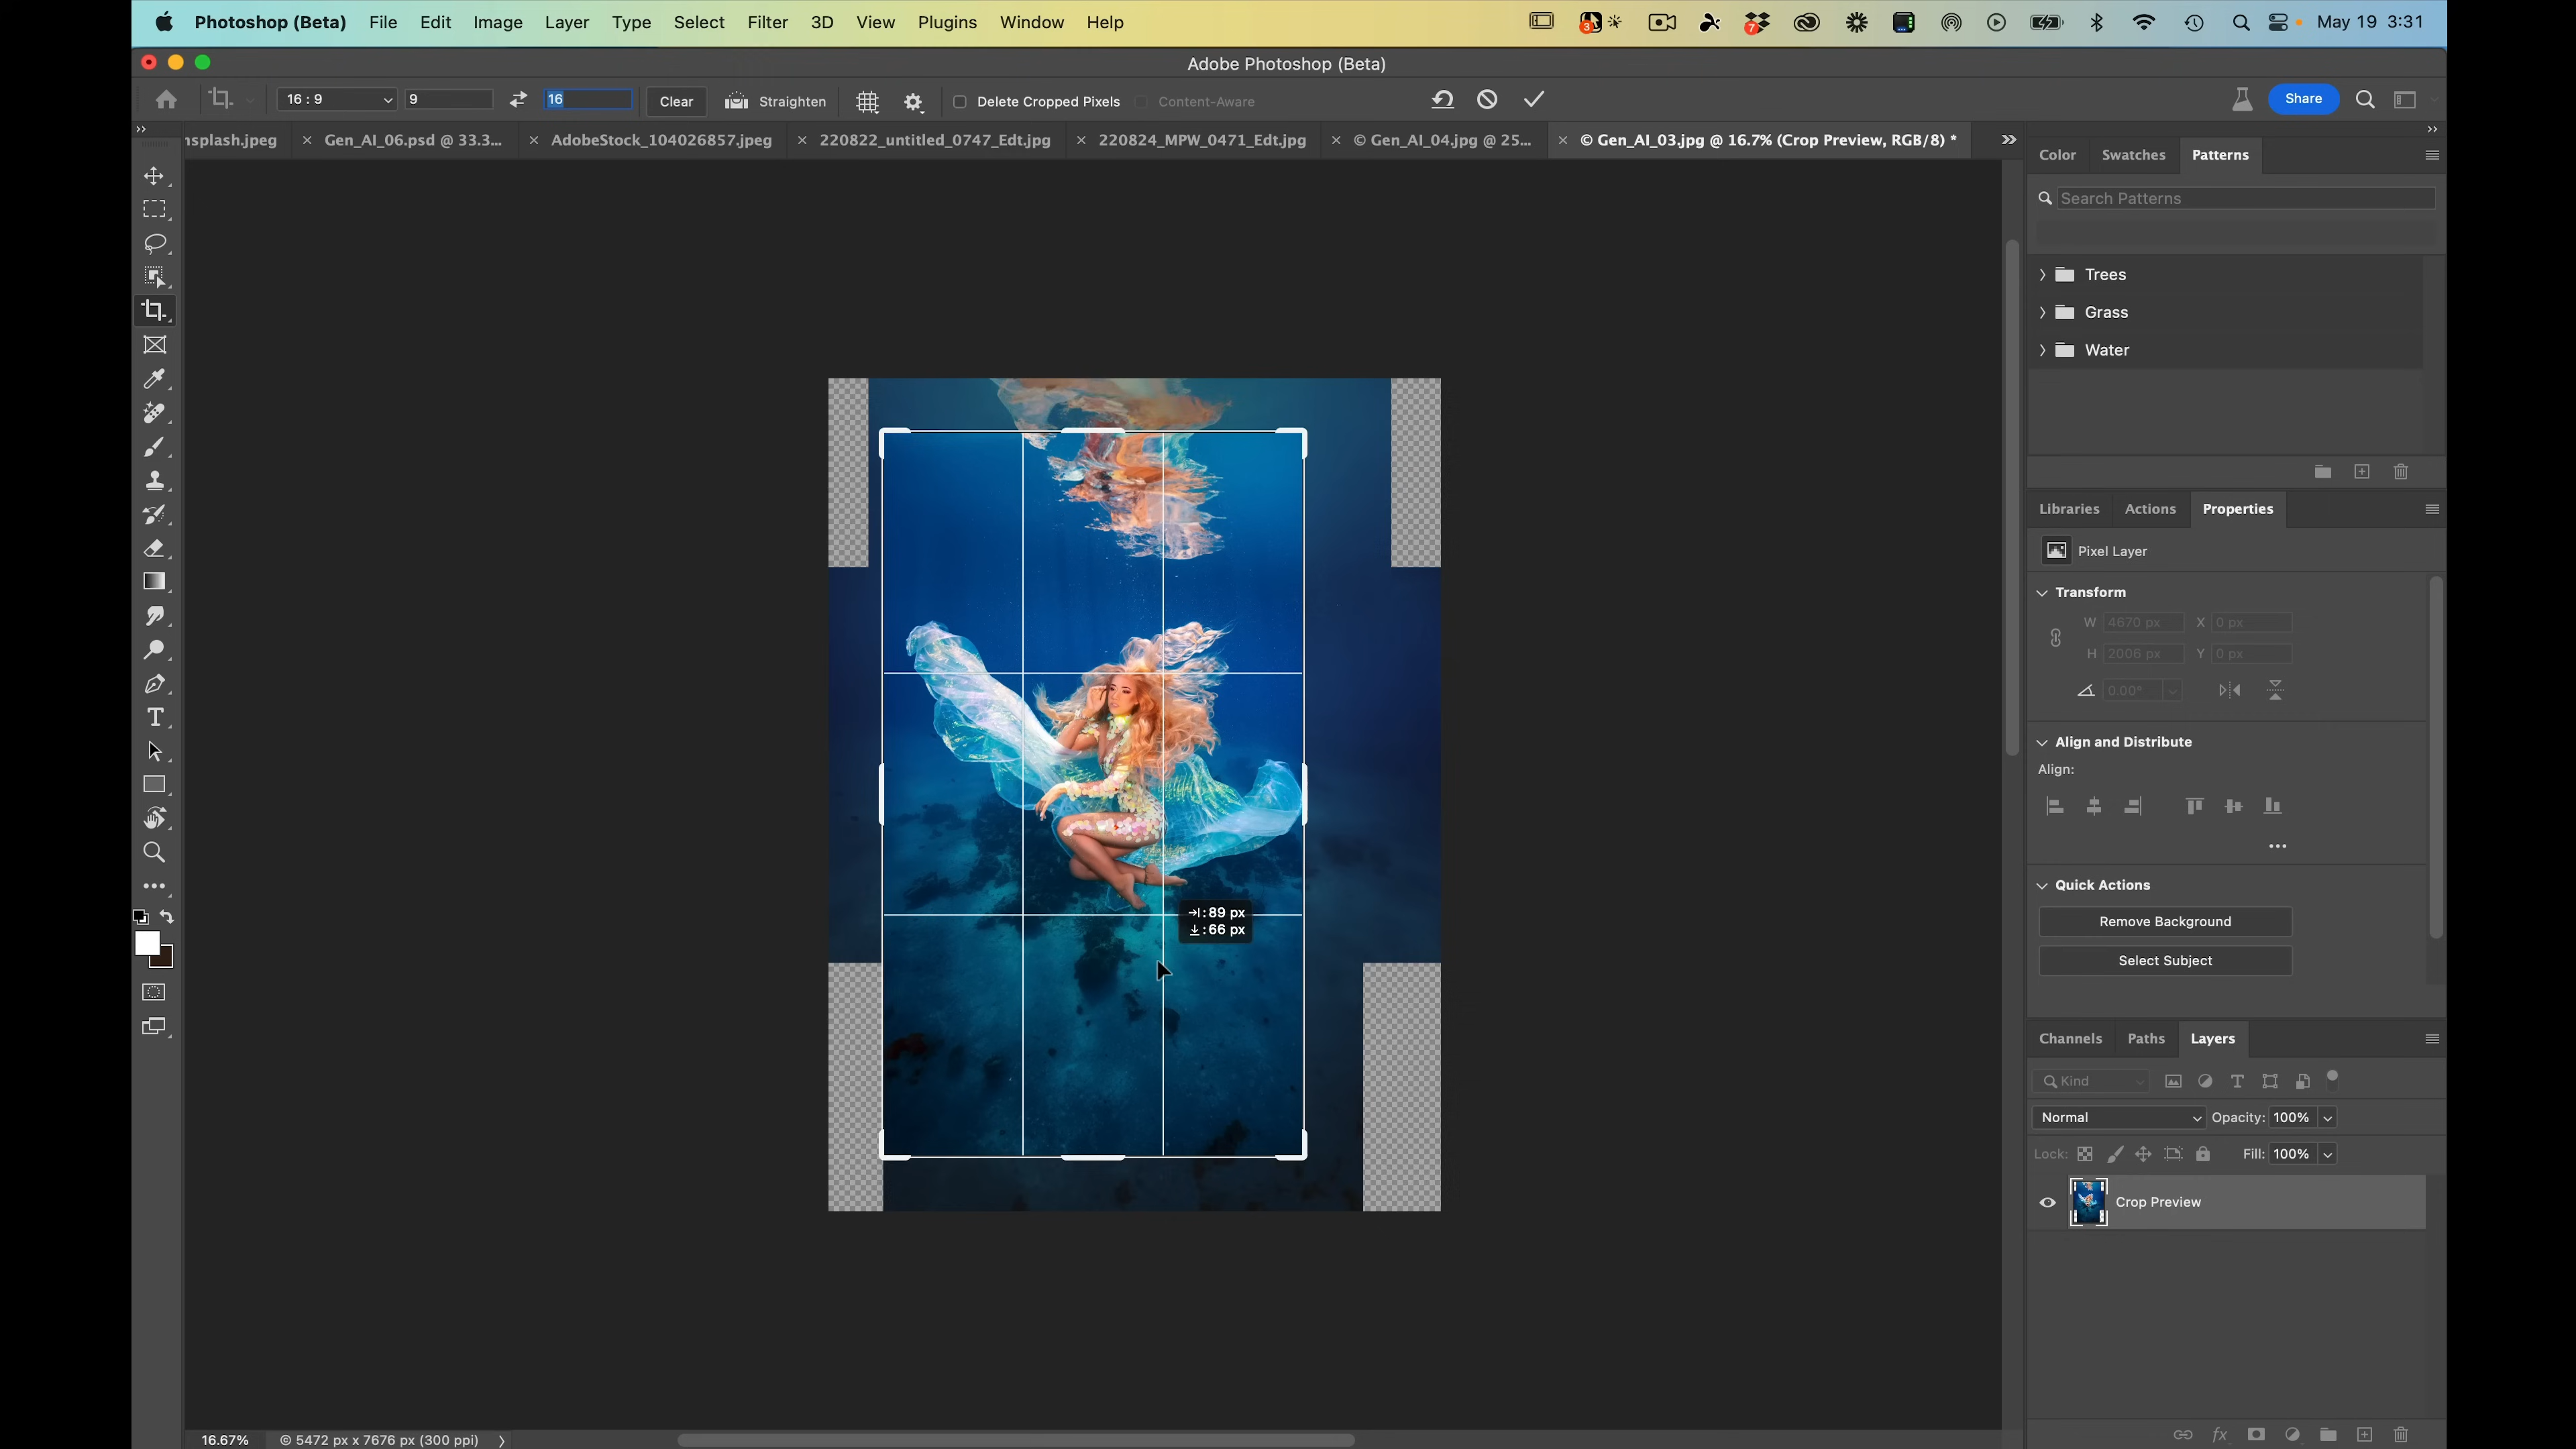 Photoshop (Beta) File Edit Image Layer Type Select Filter 3D View Plugins Window Help 3 7 May 19 3:31
Adobe Photoshop (Beta)
16 : 9 9 16 Clear Straighten Delete Cropped Pixels Content-Aware Share
nsplash.jpeg × Gen_AI_06.psd @ 33.3... × AdobeStock_104026857.jpeg × 220822_untitled_0747_Edt.jpg × 220824_MPW_0471_Edt.jpg × © Gen_AI_04.jpg @ 25... × © Gen_AI_03.jpg @ 16.7% (Crop Preview, RGB/8) *
Color Swatches Patterns
Search Patterns
Trees
Grass
Water
Libraries Actions Properties
Pixel Layer
Transform
W 4670 px X 0 px
H 2006 px Y 0 px
0.00°
Align and Distribute
Align:
Quick Actions
Remove Background
Select Subject
:89 px
:66 px
Channels Paths Layers
Kind
Normal Opacity: 100%
Lock: Fill: 100%
Crop Preview
fx
16.67% © 5472 px x 7676 px (300 ppi)